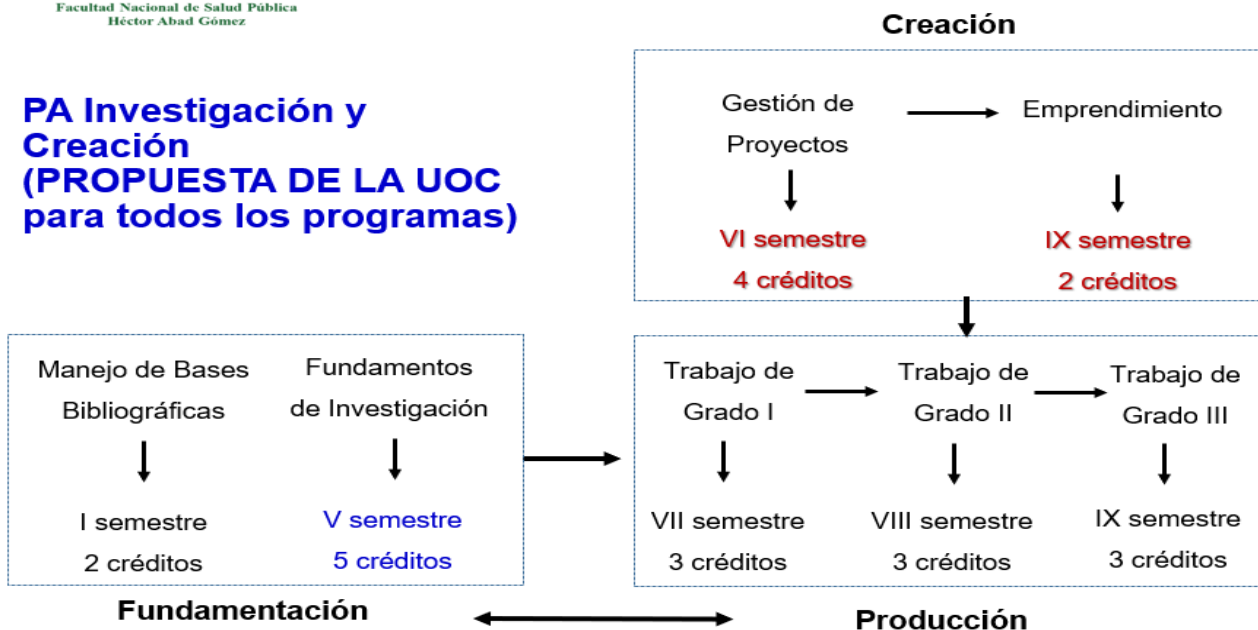 Facultad Nacional de Salud Pública
Héctor Abad Gómez
PA Investigación y
Creación
(PROPUESTA DE LA UOC
para todos los programas)
Creación
Gestión de
Proyectos
Emprendimiento
VI semestre
4 créditos
IX semestre
2 créditos
Manejo de Bases
Bibliográficas
Fundamentos
de Investigación
I semestre
2 créditos
V semestre
5 créditos
Trabajo de
Grado I
Trabajo de
Grado II
Trabajo de
Grado III
VII semestre
3 créditos
VIII semestre
3 créditos
IX semestre
3 créditos
Fundamentación
Producción